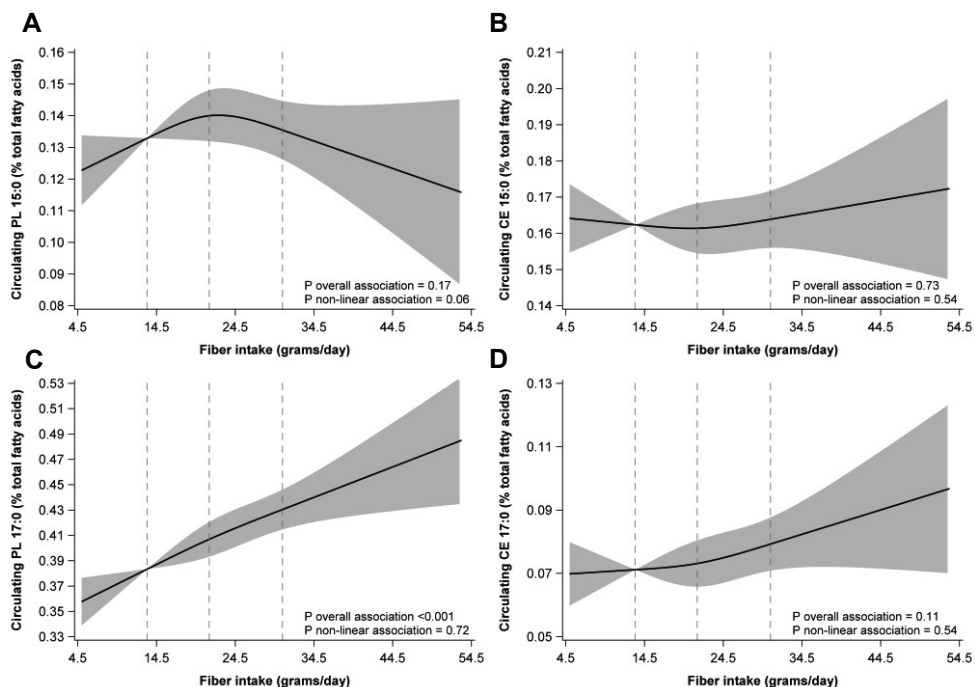 A
Circulating PL 15:0 (% total fatty acids)
0.16
0.15
0.14
0.13
0.12
0.11
0.10
0.09
0.08
P overall association = 0.17
P non-linear association = 0.06
4.5 14.5 24.5 34.5 44.5 54.5
Fiber intake (grams/day)
B
Circulating CE 15:0 (% total fatty acids)
0.21
0.20
0.19
0.18
0.17
0.16
0.15
0.14
P overall association = 0.73
P non-linear association = 0.54
4.5 14.5 24.5 34.5 44.5 54.5
Fiber intake (grams/day)
C
Circulating PL 17:0 (% total fatty acids)
0.53
0.51
0.49
0.47
0.45
0.43
0.41
0.39
0.37
0.35
0.33
P overall association <0.001
P non-linear association = 0.72
4.5 14.5 24.5 34.5 44.5 54.5
Fiber intake (grams/day)
D
Circulating CE 17:0 (% total fatty acids)
0.13
0.11
0.09
0.07
0.05
P overall association = 0.11
P non-linear association = 0.54
4.5 14.5 24.5 34.5 44.5 54.5
Fiber intake (grams/day)